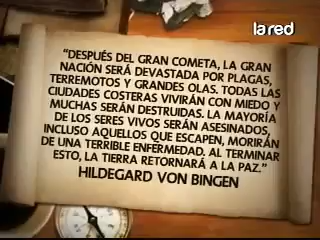 la red
“DESPUÉS DEL GRAN COMETA, LA GRAN
NACIÓN SERÁ DEVASTADA POR PLAGAS,
TERREMOTOS Y GRANDES OLAS. TODAS LAS
CIUDADES COSTERAS VIVIRÁN CON MIEDO Y
MUCHAS SERÁN DESTRUIDAS. LA MAYORÍA
DE LOS SERES VIVOS SERÁN ASESINADOS,
INCLUSO AQUELLOS QUE ESCAPEN, MORIRÁN
DE UNA TERRIBLE ENFERMEDAD. AL TERMINAR
ESTO, LA TIERRA RETORNARÁ A LA PAZ.”
HILDEGARD VON BINGEN